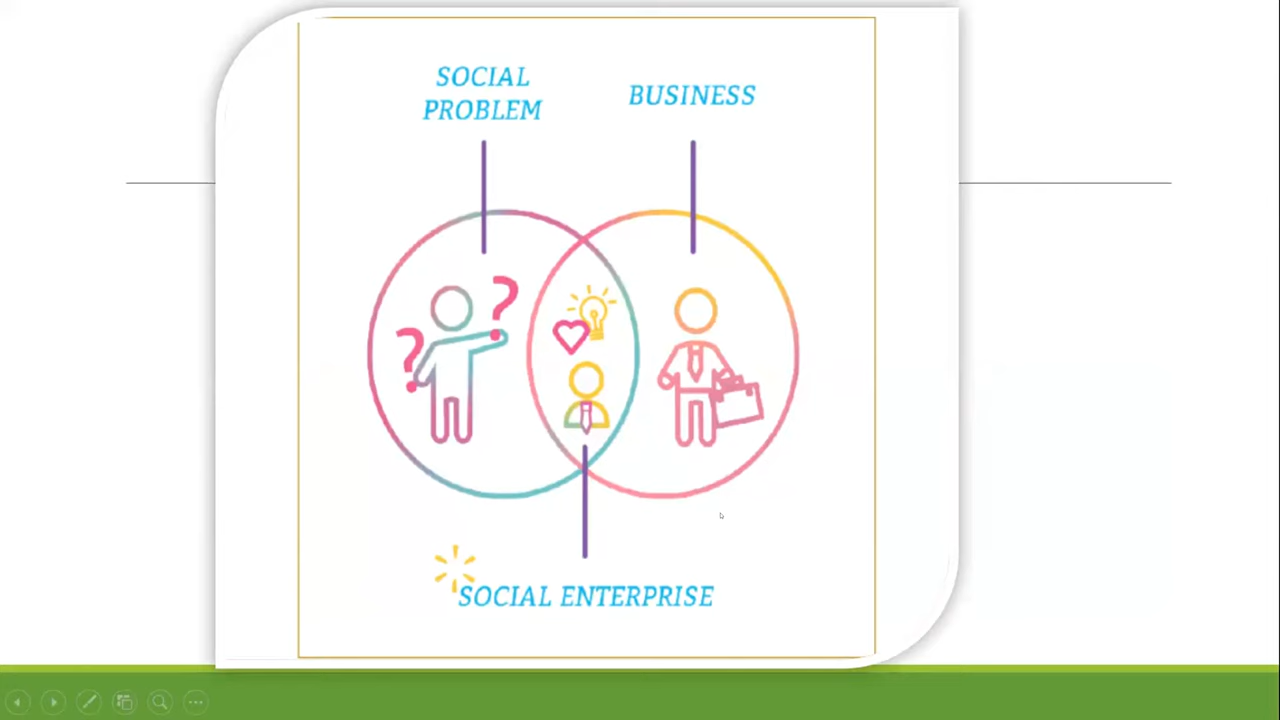 SOCIAL
PROBLEM
BUSINESS
? ?
SOCIAL ENTERPRISE